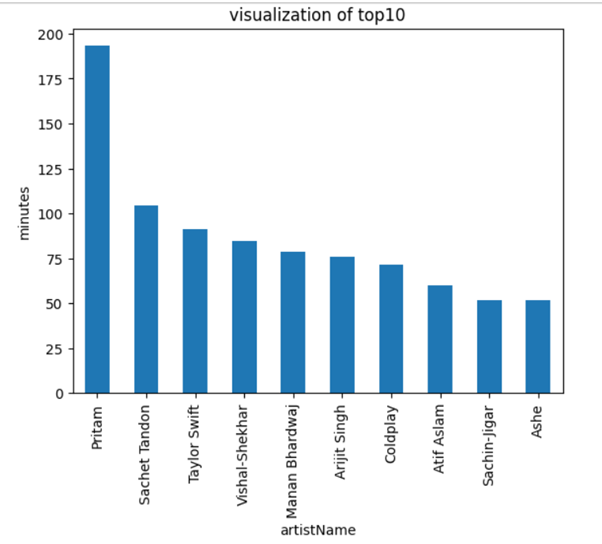 visualization of top10
minutes
200
175
150
125
100
75
50
25
0
Pritam
Sachet Tandon
Taylor Swift
Vishal-Shekhar
Manan Bhardwaj
Arijit Singh
Coldplay
Atif Aslam
Sachin-Jigar
Ashe
artistName